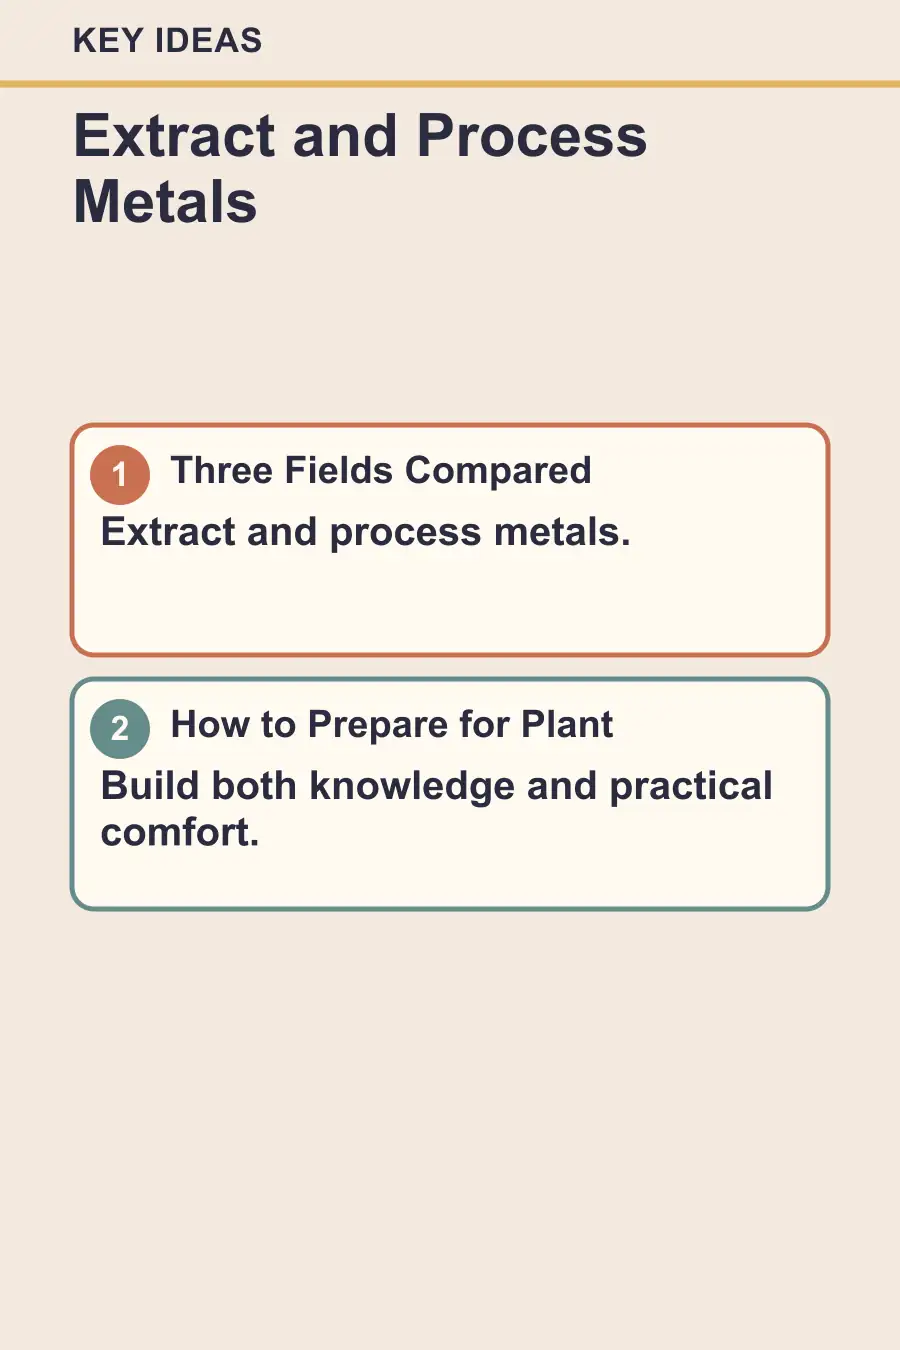 KEY IDEAS
Extract and Process
Metals
1
Three Fields Compared
Extract and process metals.
2
How to Prepare for Plant
Build both knowledge and practical
comfort.